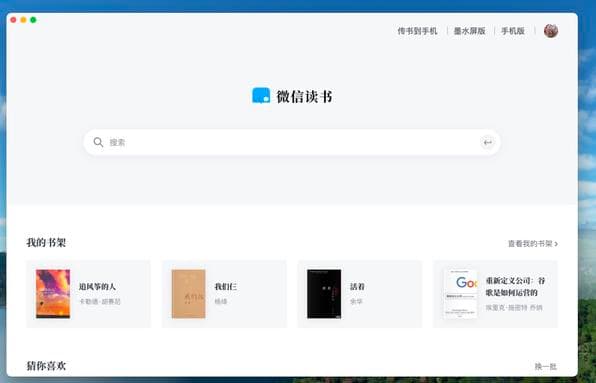 传书到手机 | 墨水屏版 | 手机版
微信读书
搜索
我的书架
查看我的书架 >
追风筝的人
卡勒德·胡赛尼
我们仨
杨绛
活着
余华
Goo
重新定义公司：谷
歌是如何运营的
埃里克·施密特 乔纳
猜你喜欢
换一批